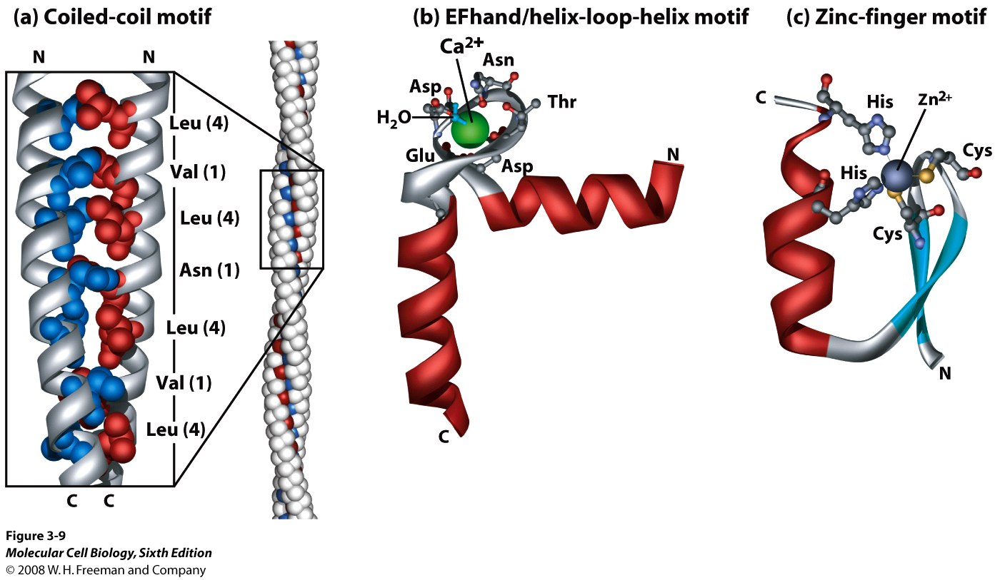 (a) Coiled-coil motif
N
N
Leu (4)
Val (1)
Leu (4)
Asn (1)
Leu (4)
Val (1)
Leu (4)
C
C
(b) EFhand/helix-loop-helix motif
Ca2+
Asn
Asp
Thr
H2O
Glu
Asp
N
C
(c) Zinc-finger motif
C
His
Zn2+
Cys
His
Cys
N
Figure 3-9
Molecular Cell Biology, Sixth Edition
© 2008 W. H. Freeman and Company